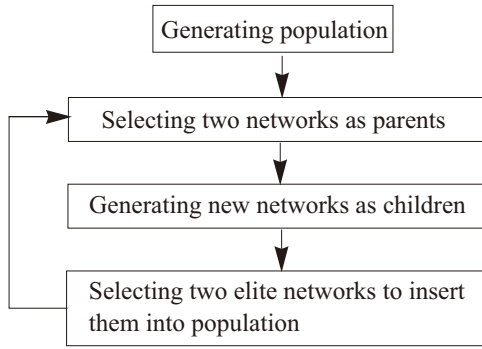 Generating population
Selecting two networks as parents
Generating new networks as children
Selecting two elite networks to insert
them into population